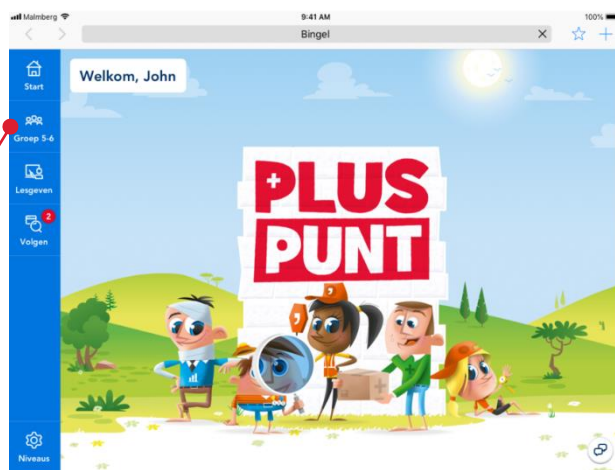 Malmberg
9:41 AM
100%
Bingel
Start
Welkom, John
Groep 5-6
Lesgeven
2
Volgen
PLUS
PUNT
Niveaus